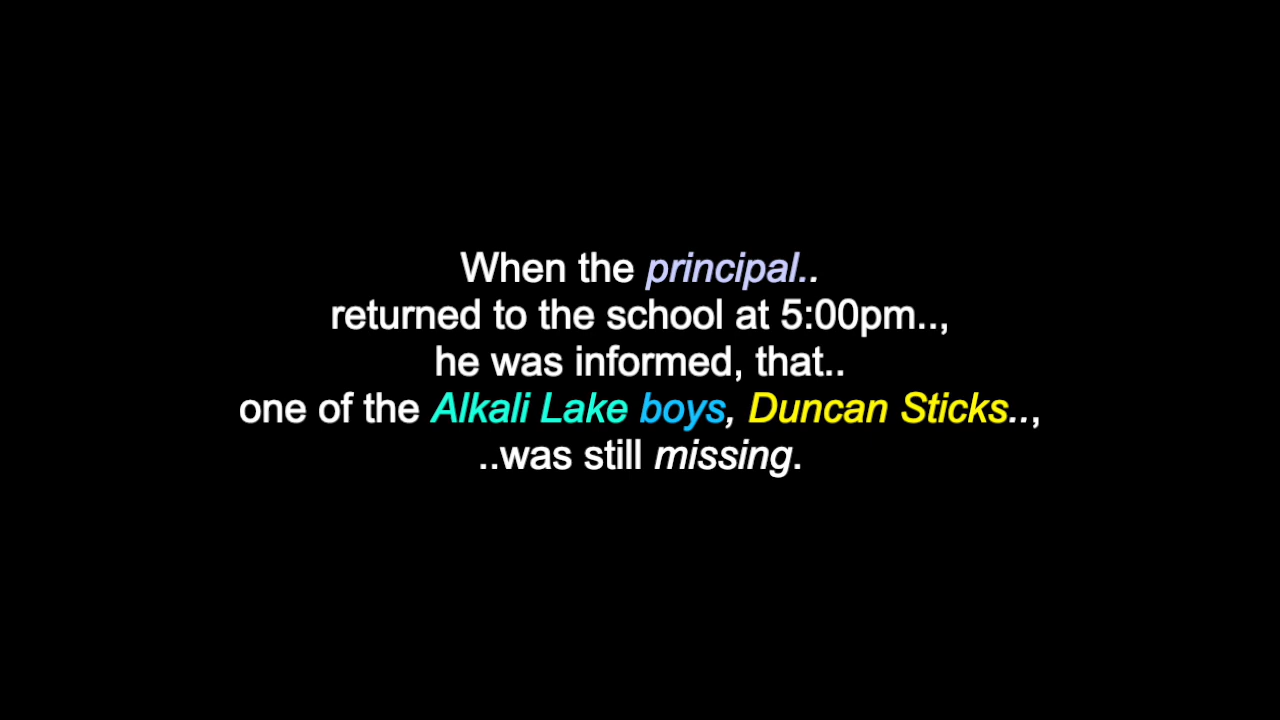 When the principal..
returned to the school at 5:00pm..,
he was informed, that..
one of the Alkali Lake boys, Duncan Sticks..,
..was still missing.